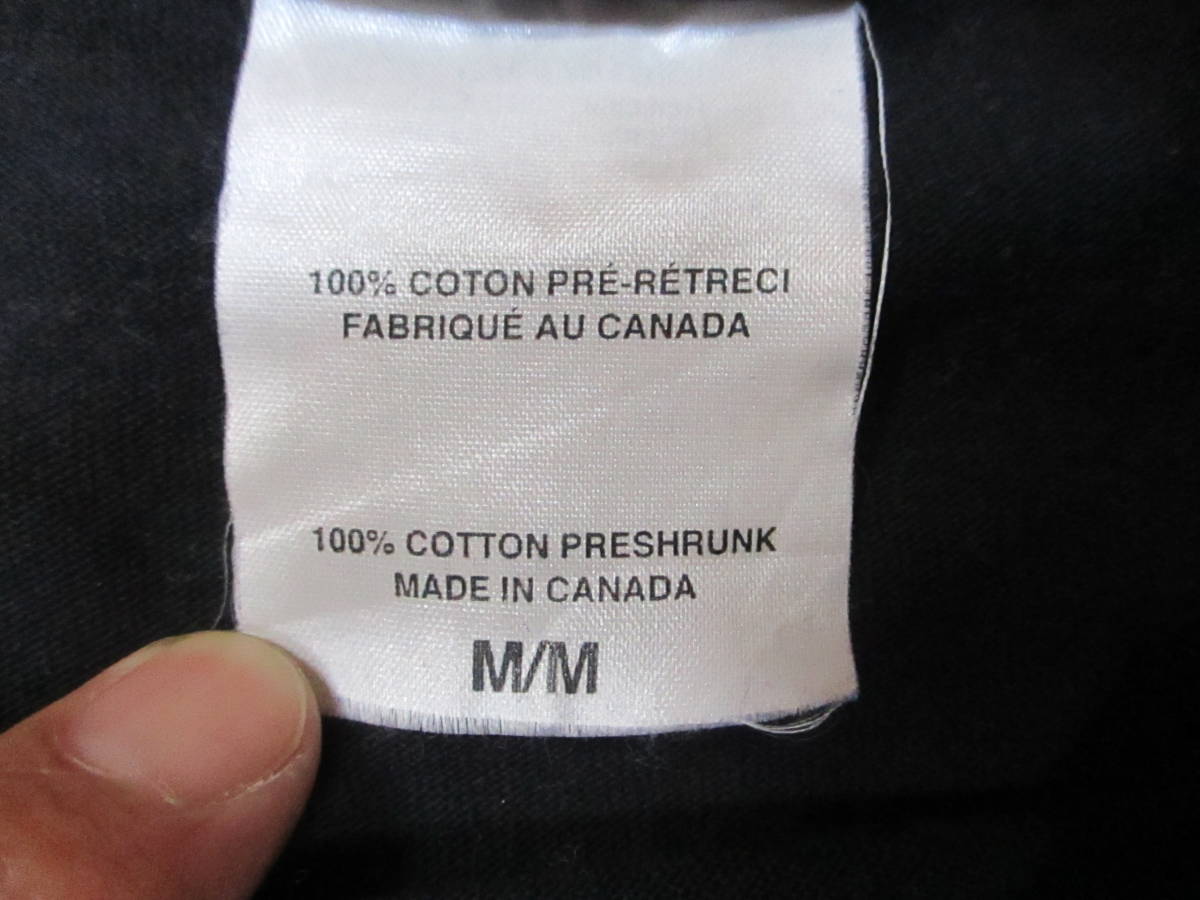 100% COTON PRÉ-RÉTRECI
FABRIQUÉ AU CANADA
100% COTTON PRESHRUNK
MADE IN CANADA
M/M